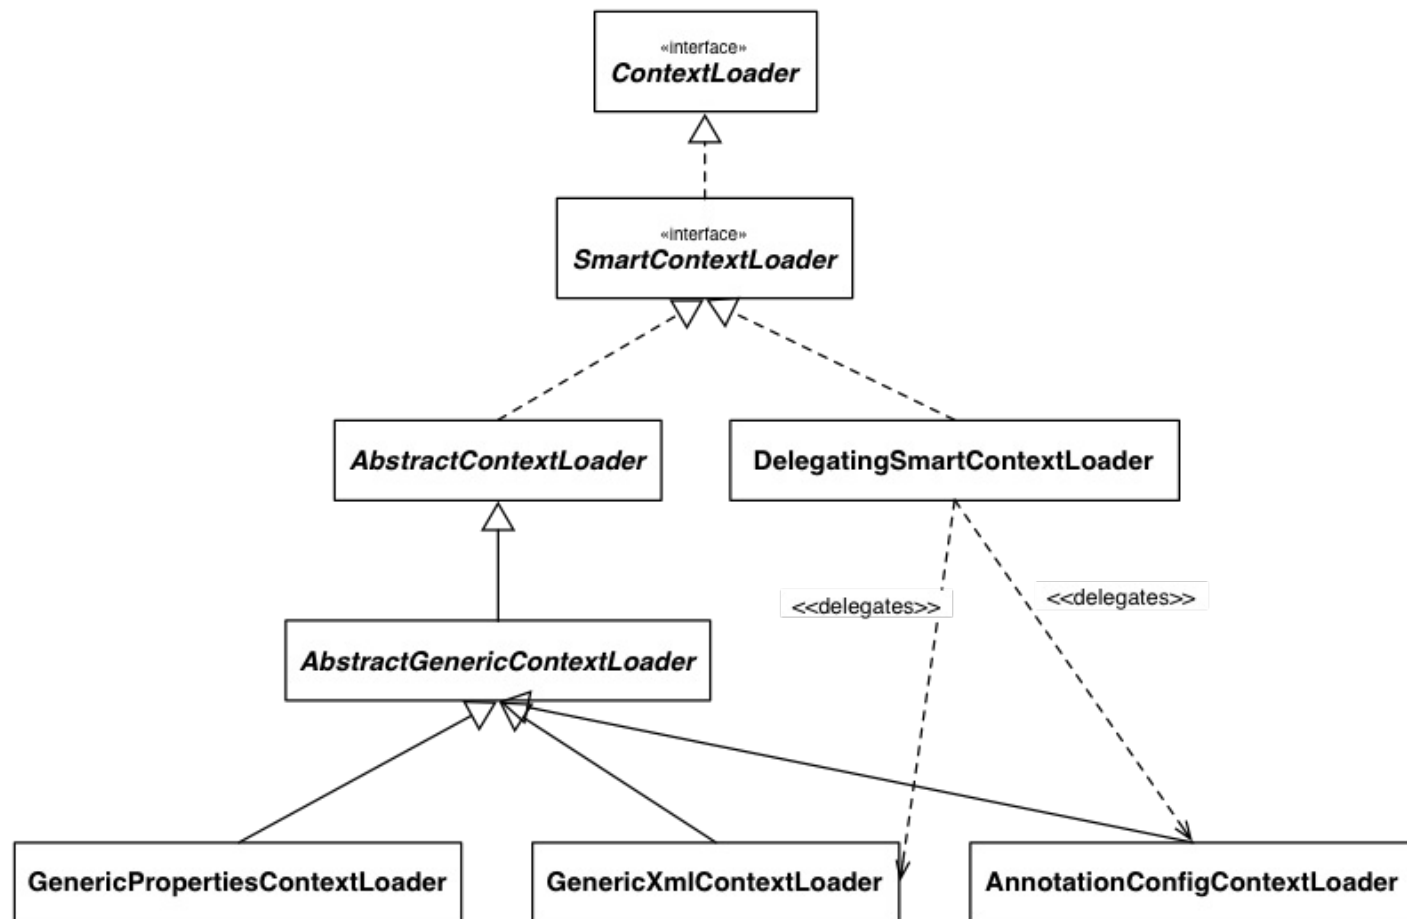 «interface»
ContextLoader
«interface»
SmartContextLoader
AbstractContextLoader
DelegatingSmartContextLoader
<<delegates>>
<<delegates>>
AbstractGenericContextLoader
GenericPropertiesContextLoader
GenericXmlContextLoader
AnnotationConfigContextLoader